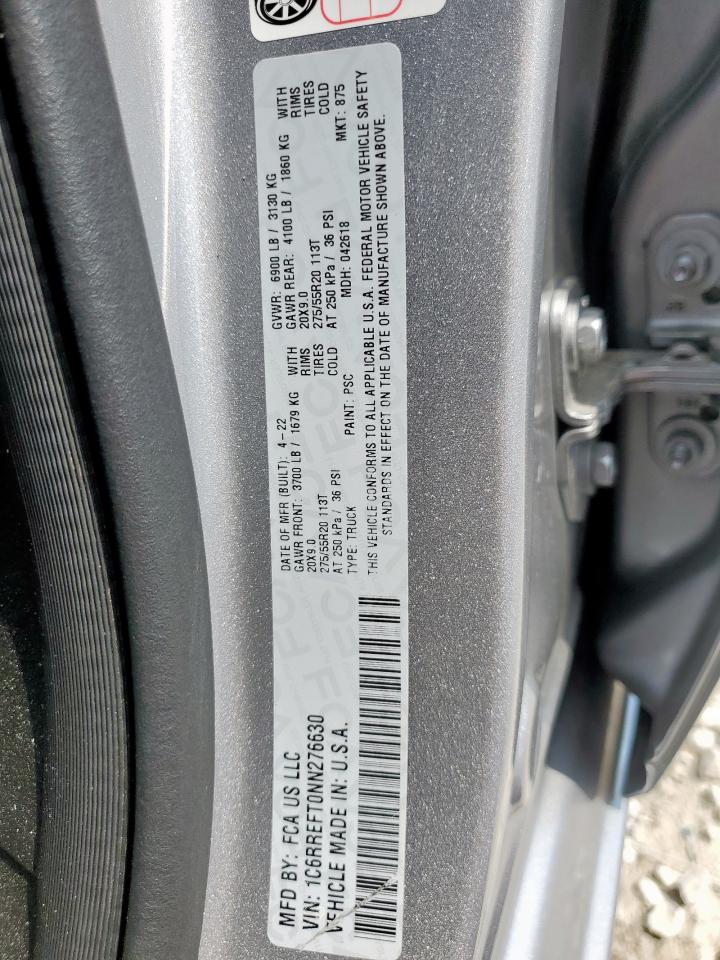 MFD BY: FCA US LLC
VIN: 1C6RREFT0NN276630
VEHICLE MADE IN: U.S.A.
DATE OF MFR (BUILT): 4-22
GAWR FRONT: 3700 LB / 1679 KG WITH
20X9.0 RIMS
275/55R20 113T TIRES
AT 250 kPa / 36 PSI COLD
TYPE: TRUCK PAINT: PSC
GVWR: 6900 LB / 3130 KG
GAWR REAR: 4100 LB / 1860 KG WITH
20X9.0 RIMS
275/55R20 113T TIRES
AT 250 kPa / 36 PSI COLD
MDH: 042618 MKT: 875
THIS VEHICLE CONFORMS TO ALL APPLICABLE U.S.A. FEDERAL MOTOR VEHICLE SAFETY
STANDARDS IN EFFECT ON THE DATE OF MANUFACTURE SHOWN ABOVE.